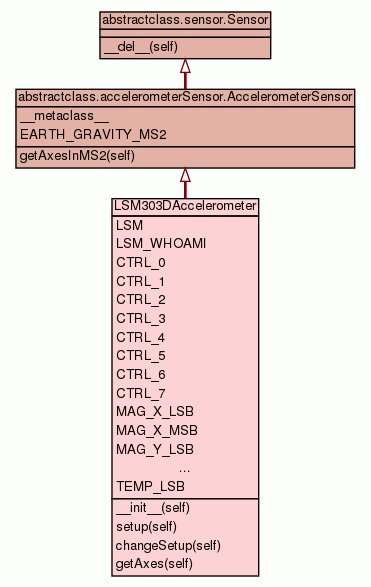 abstractclass.sensor.Sensor
__del__(self)
abstractclass.accelerometerSensor.AccelerometerSensor
__metaclass__
EARTH_GRAVITY_MS2
getAxesInMS2(self)
LSM303DAccelerometer
LSM
LSM_WHOAMI
CTRL_0
CTRL_1
CTRL_2
CTRL_3
CTRL_4
CTRL_5
CTRL_6
CTRL_7
MAG_X_LSB
MAG_X_MSB
MAG_Y_LSB
...
TEMP_LSB
__init__(self)
setup(self)
changeSetup(self)
getAxes(self)